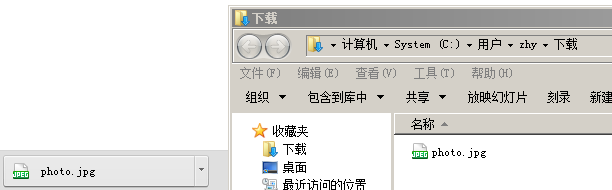 下载
计算机 System (C:) 用户 zhy 下载
文件(F) 编辑(E) 查看(V) 工具(T) 帮助(H)
组织 包含到库中 共享 放映幻灯片 刻录 新建
收藏夹
下载
桌面
最近访问的位置
名称
JPEG photo.jpg
JPEG photo.jpg